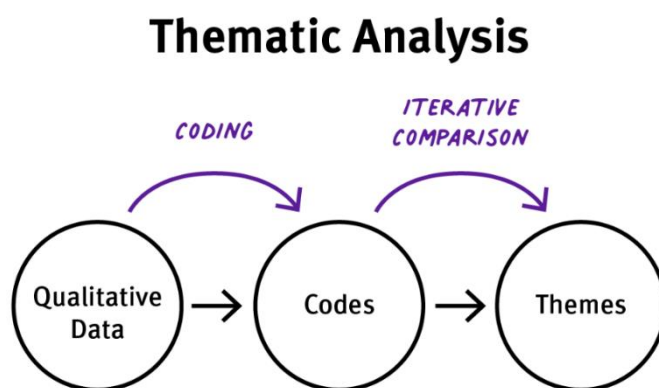 Thematic Analysis
CODING
ITERATIVE
COMPARISON
Qualitative
Data
Codes
Themes